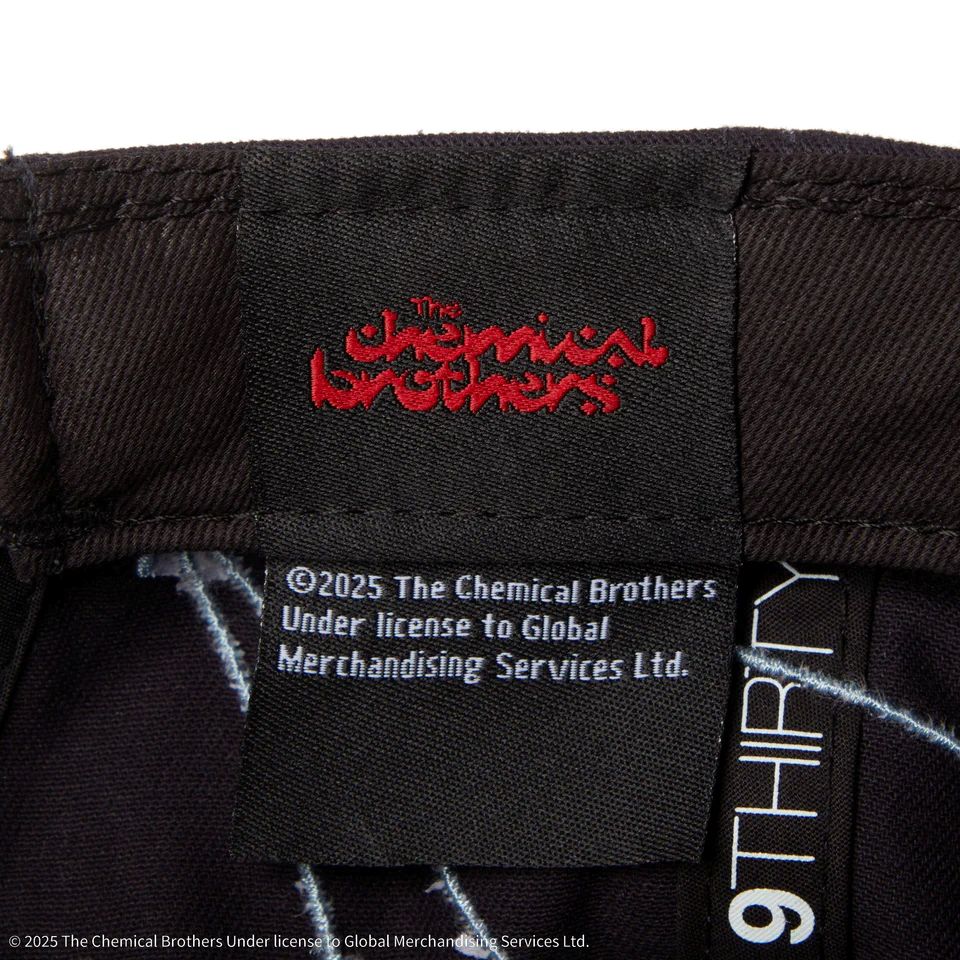 The
chemical
brothers
©2025 The Chemical Brothers
Under license to Global
Merchandising Services Ltd.
9THIRTY
© 2025 The Chemical Brothers Under license to Global Merchandising Services Ltd.